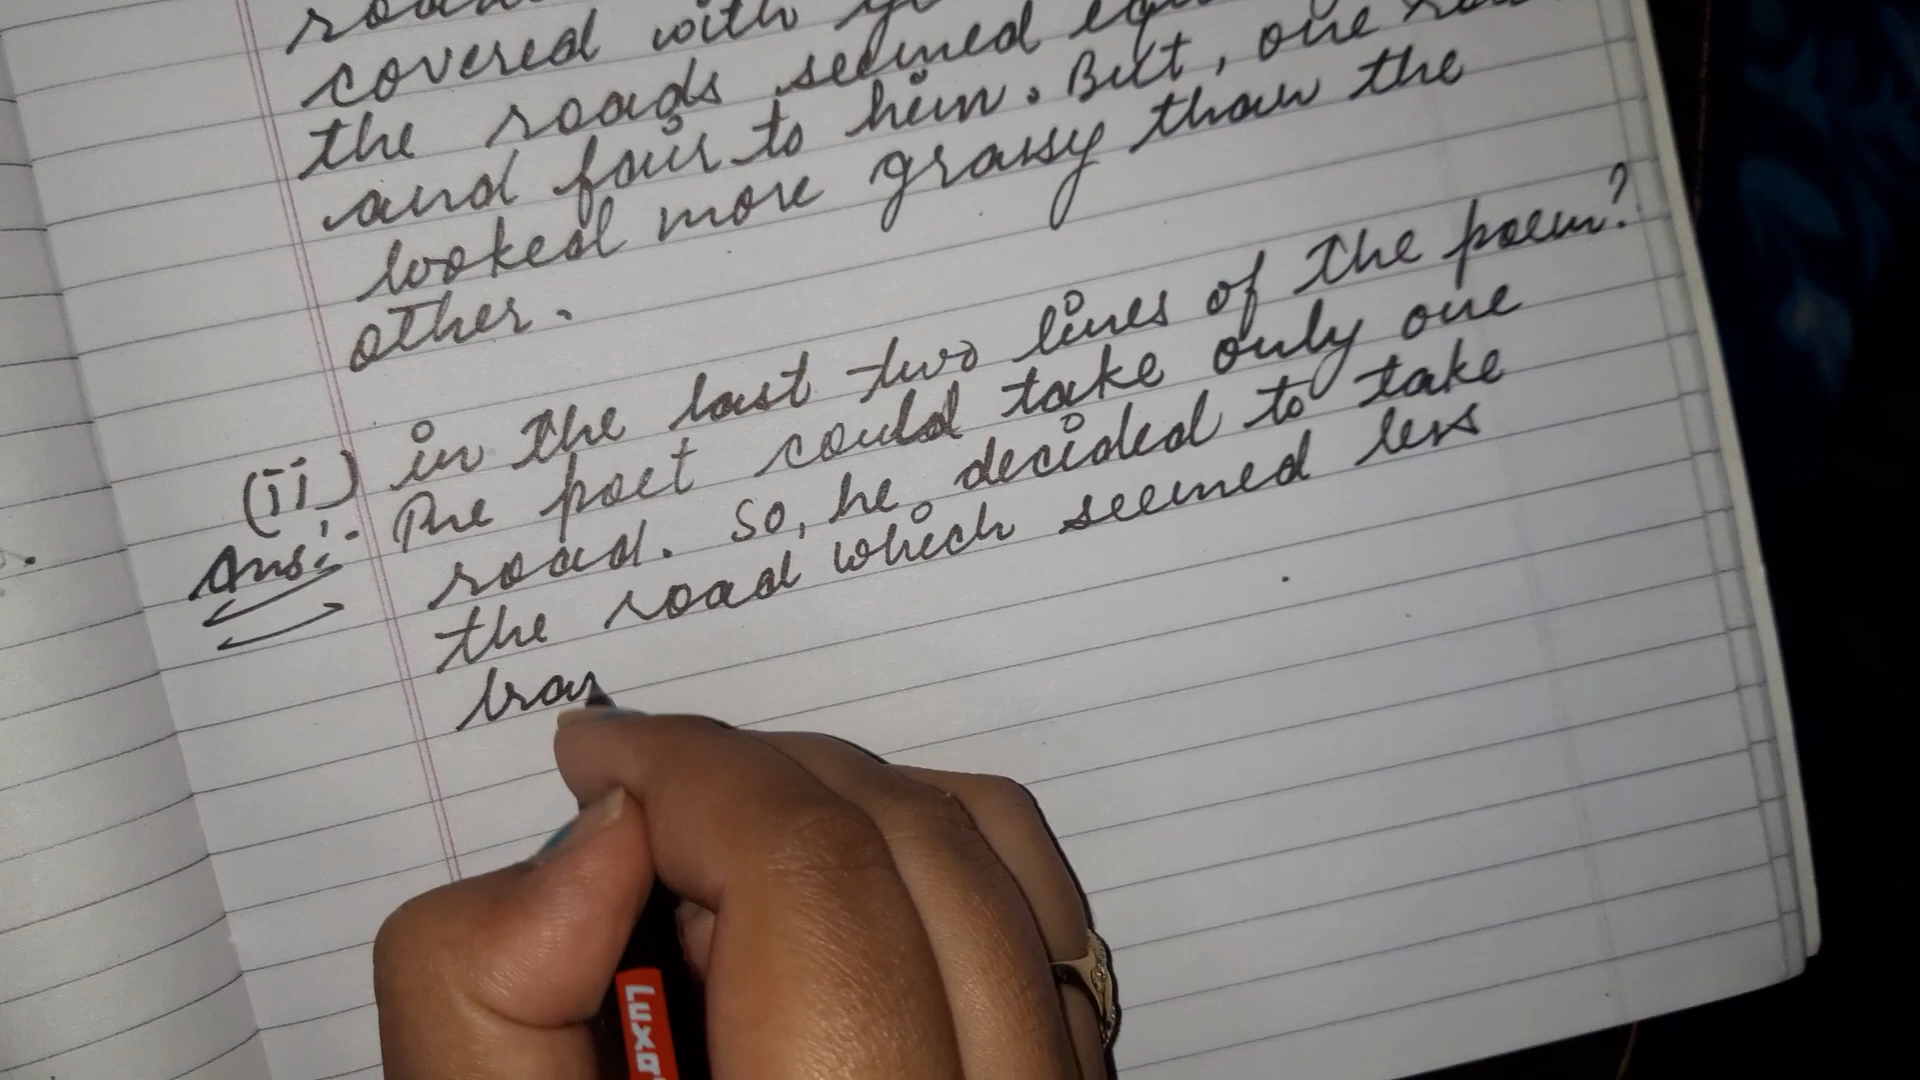 covered with
the roads seemed
and fair to him. But, one
looked more grassy than the
other.
(ii) in the last two lines of the poem?
Ans:- The poet could take only one
road. So, he decided to take
the road which seemed less
tra
LEXO